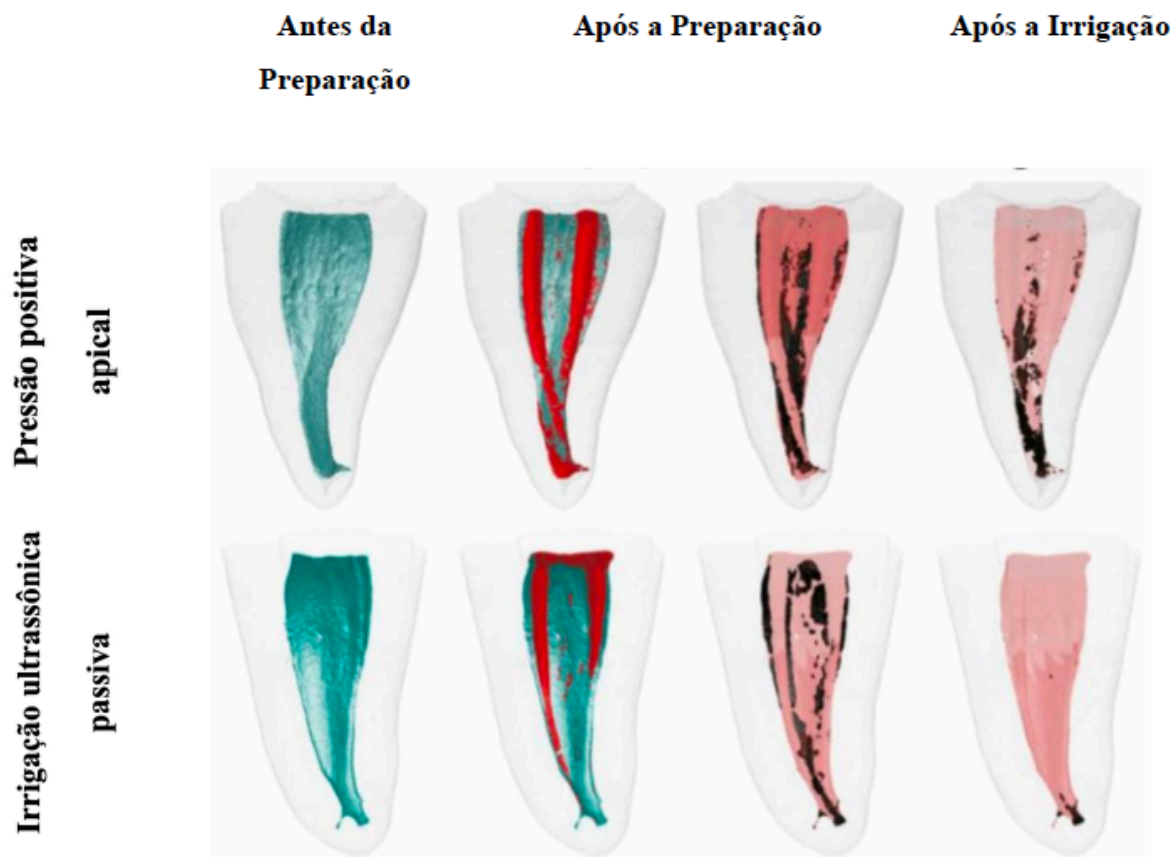 Antes da
Preparação
Após a Preparação
Após a Irrigação
Pressão positiva
apical
Irrigação ultrassônica
passiva